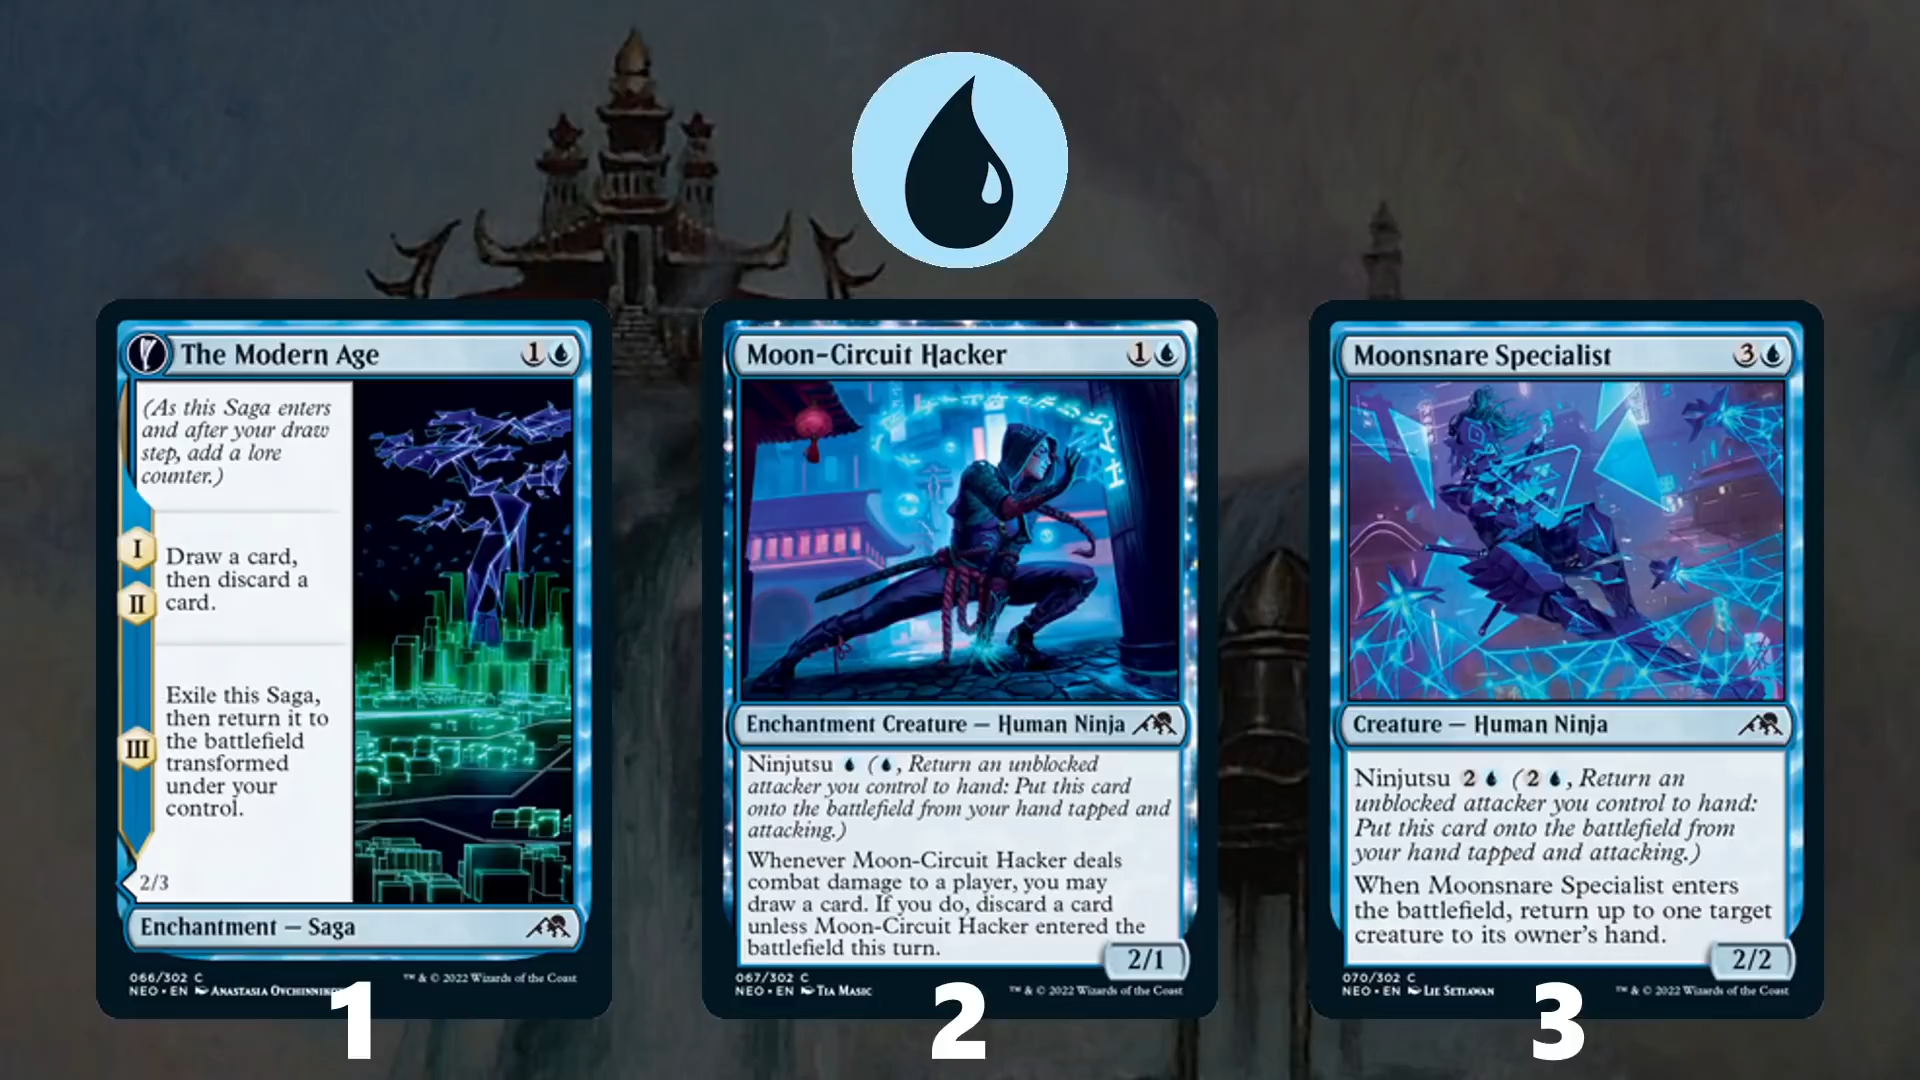 The Modern Age 1
(As this Saga enters
and after your draw
step, add a lore
counter.)
I
II
Draw a card,
then discard a
card.
III
Exile this Saga,
then return it to
the battlefield
transformed
under your
control.
2/3
Enchantment — Saga
066/302 C
NEO • EN
™ & © 2022 Wizards of the Coast
1
Moon-Circuit Hacker 1
Enchantment Creature — Human Ninja
Ninjutsu (, Return an unblocked
attacker you control to hand: Put this card
onto the battlefield from your hand tapped and
attacking.)
Whenever Moon-Circuit Hacker deals
combat damage to a player, you may
draw a card. If you do, discard a card
unless Moon-Circuit Hacker entered the
battlefield this turn.
2/1
067/302 C
NEO • EN Tia Masic
™ & © 2022 Wizards of the Coast
2
Moonsnare Specialist 3
Creature — Human Ninja
Ninjutsu 2 (2, Return an
unblocked attacker you control to hand:
Put this card onto the battlefield from
your hand tapped and attacking.)
When Moonsnare Specialist enters
the battlefield, return up to one target
creature to its owner's hand.
2/2
070/302 C
NEO • EN Lie Setiawan
™ & © 2022 Wizards of the Coast
3